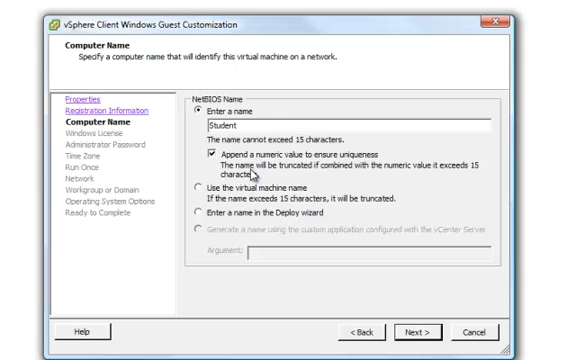 vSphere Client Windows Guest Customization
Computer Name
Specify a computer name that will identify this virtual machine on a network.
Properties
Registration Information
Computer Name
Windows License
Administrator Password
Time Zone
Run Once
Network
Workgroup or Domain
Operating System Options
Ready to Complete
NetBIOS Name
Enter a name
Student
The name cannot exceed 15 characters.
Append a numeric value to ensure uniqueness
The name will be truncated if combined with the numeric value it exceeds 15
characters.
Use the virtual machine name
If the name exceeds 15 characters, it will be truncated.
Enter a name in the Deploy wizard
Generate a name using the custom application configured with the vCenter Server
Argument:
Help
< Back
Next >
Cancel